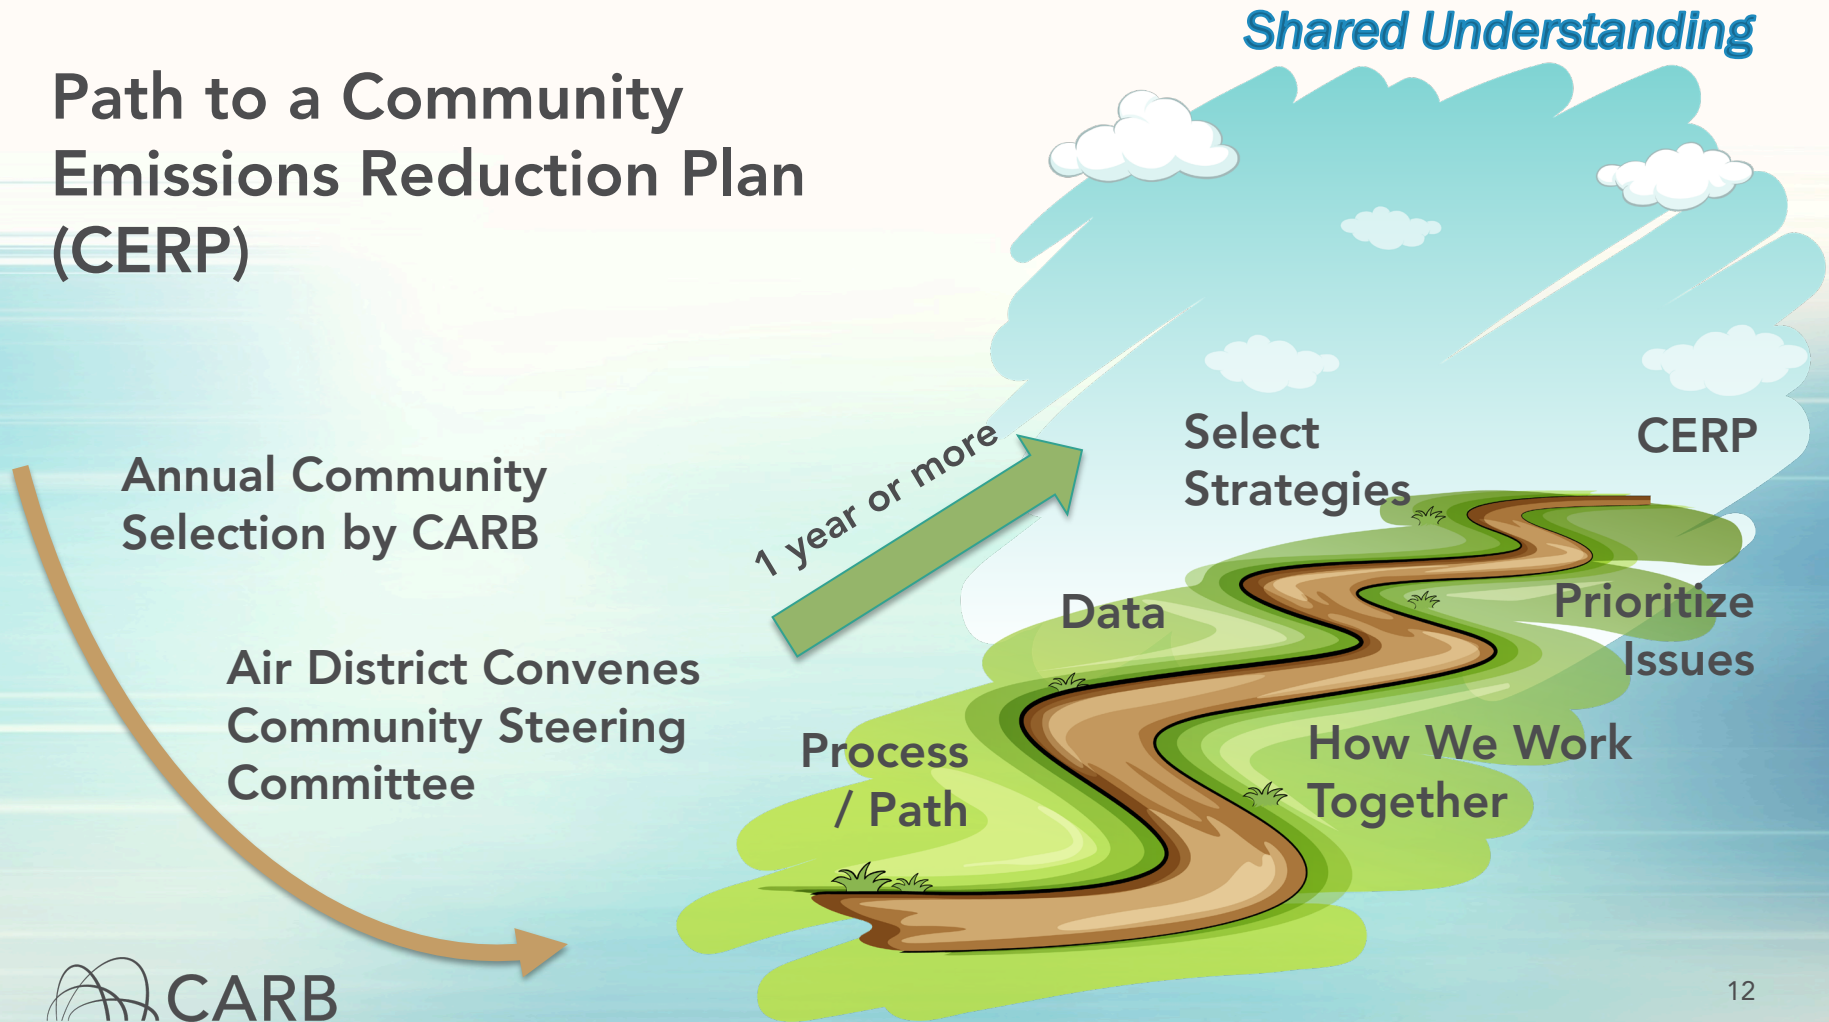 Shared Understanding
Path to a Community
Emissions Reduction Plan
(CERP)
Annual Community
Selection by CARB
Air District Convenes
Community Steering
Committee
1 year or more
Process
/ Path
How We Work
Together
Data
Prioritize
Issues
Select
Strategies
CERP
CARB
12